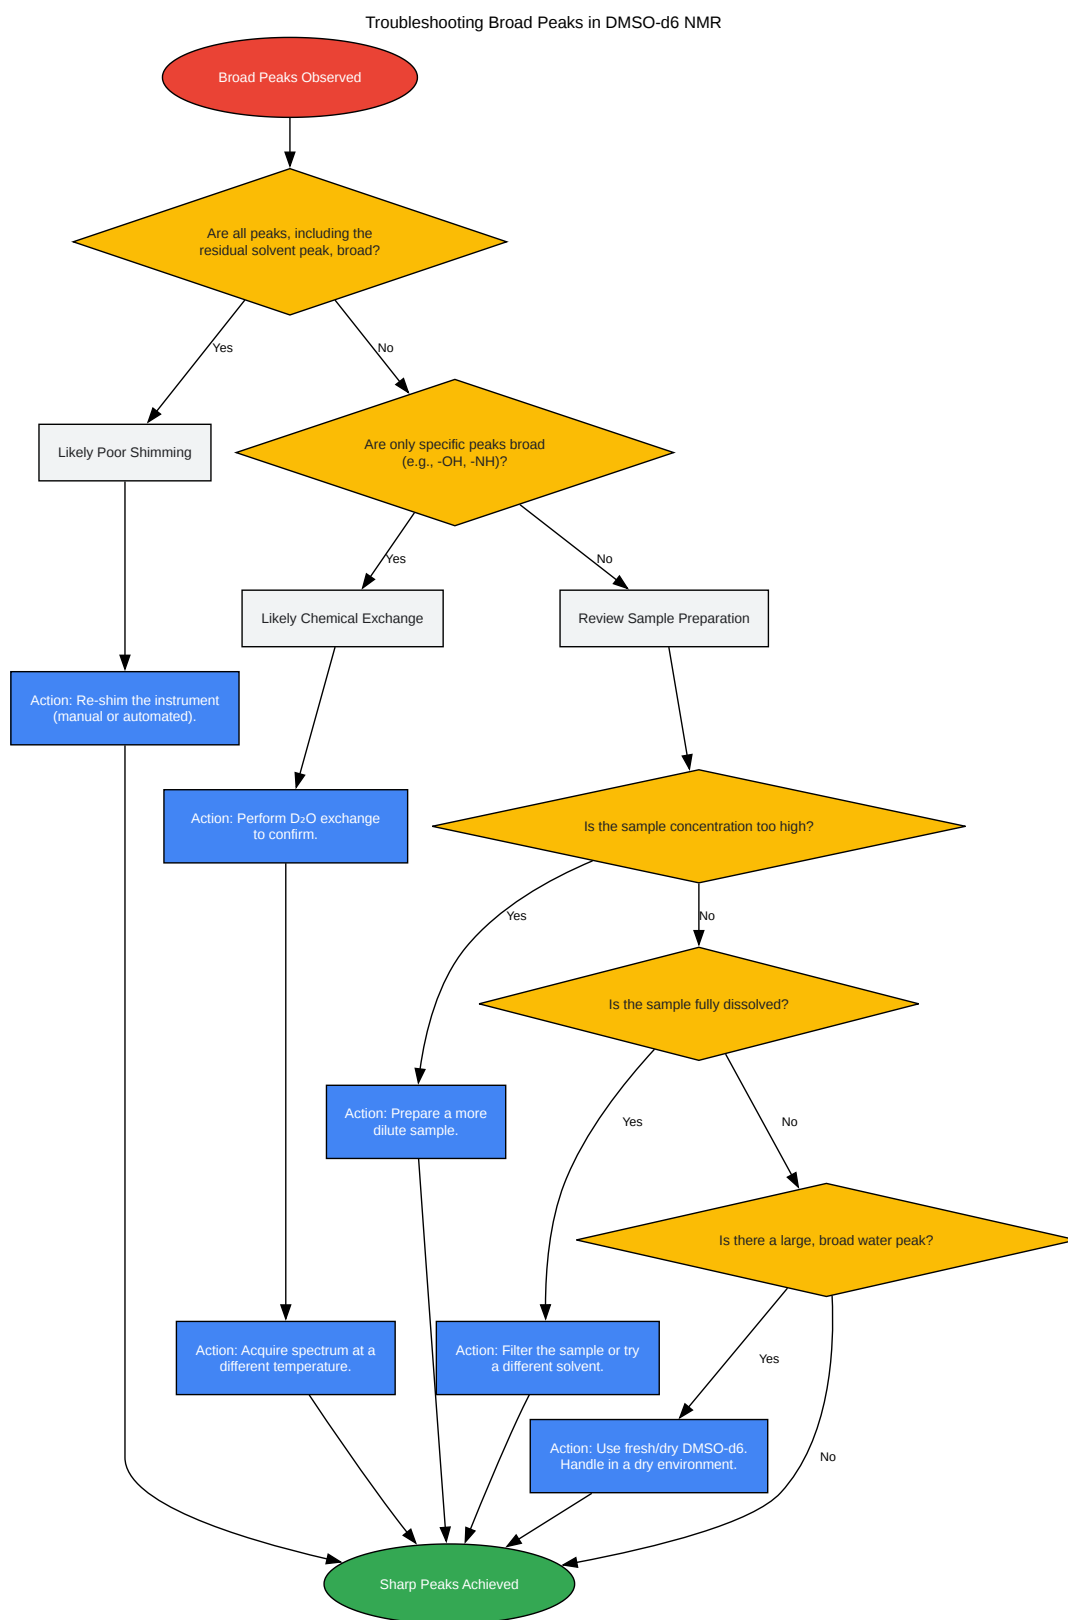 Troubleshooting Broad Peaks in DMSO-d6 NMR
Broad Peaks Observed
Are all peaks, including the
residual solvent peak, broad?
Yes
No
Likely Poor Shimming
Are only specific peaks broad
(e.g., -OH, -NH)?
Yes
No
Likely Chemical Exchange
Review Sample Preparation
Action: Re-shim the instrument
(manual or automated).
Action: Perform D₂O exchange
to confirm.
Is the sample concentration too high?
Yes
No
Is the sample fully dissolved?
Action: Prepare a more
dilute sample.
Yes
No
Is there a large, broad water peak?
Action: Acquire spectrum at a
different temperature.
Action: Filter the sample or try
a different solvent.
Yes
Action: Use fresh/dry DMSO-d6.
Handle in a dry environment.
No
Sharp Peaks Achieved